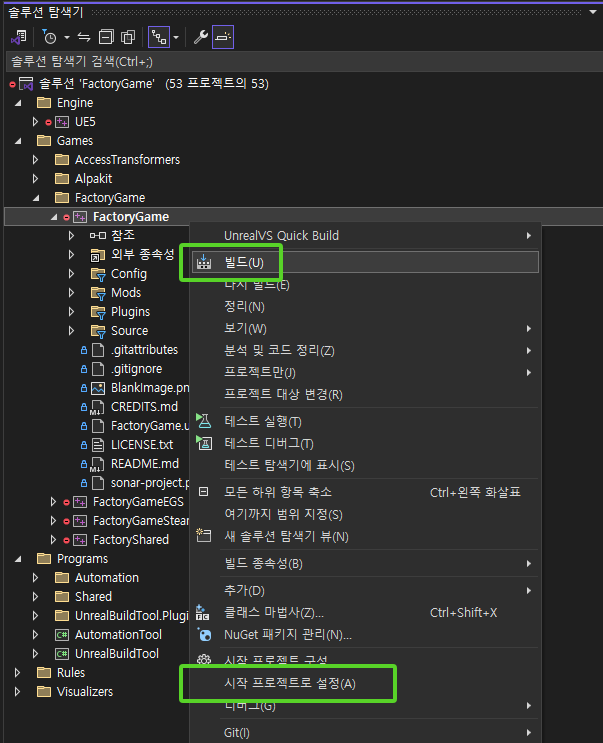 솔루션 탐색기
솔루션 탐색기 검색(Ctrl+;)
솔루션 'FactoryGame' (53 프로젝트의 53)
Engine
UE5
Games
AccessTransformers
Alpakit
FactoryGame
FactoryGame
참조
외부 종속성
Config
Mods
Plugins
Source
.gitattributes
.gitignore
BlankImage.pn
CREDITS.md
FactoryGame.u
LICENSE.txt
README.md
sonar-project.p
FactoryGameEGS
FactoryGameStear
FactoryShared
Programs
Automation
Shared
UnrealBuildTool.Plugi
AutomationTool
UnrealBuildTool
Rules
Visualizers
UnrealVS Quick Build
빌드(U)
다시 빌드(E)
정리(N)
보기(W)
분석 및 코드 정리(Z)
프로젝트만(J)
프로젝트 대상 변경(R)
테스트 실행(T)
테스트 디버그(T)
테스트 탐색기에 표시(S)
모든 하위 항목 축소 Ctrl+왼쪽 화살표
여기까지 범위 지정(S)
새 솔루션 탐색기 뷰(N)
빌드 종속성(B)
추가(D)
클래스 마법사(Z)... Ctrl+Shift+X
NuGet 패키지 관리(N)...
시작 프로젝트 구성
시작 프로젝트로 설정(A)
디버그(G)
Git(I)